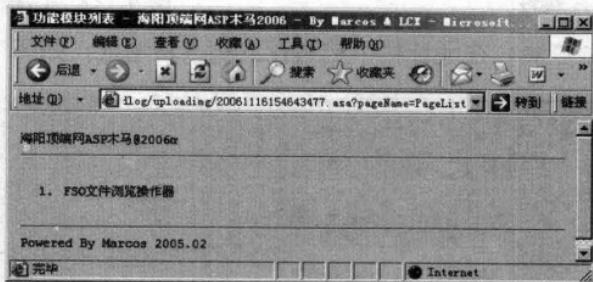 功能模块列表 - 海阳顶端网ASP木马2006 - By Marcos & LCX - Microsoft...
文件(F) 编辑(E) 查看(V) 收藏(A) 工具(T) 帮助(H)
后退 搜索 收藏夹
地址(D) ilog/uploading/20061116154643477.asa?pageName=PageList 转到 链接
海阳顶端网ASP木马@2006α
1. FSO文件浏览操作器
Powered By Marcos 2005.02
完毕 Internet